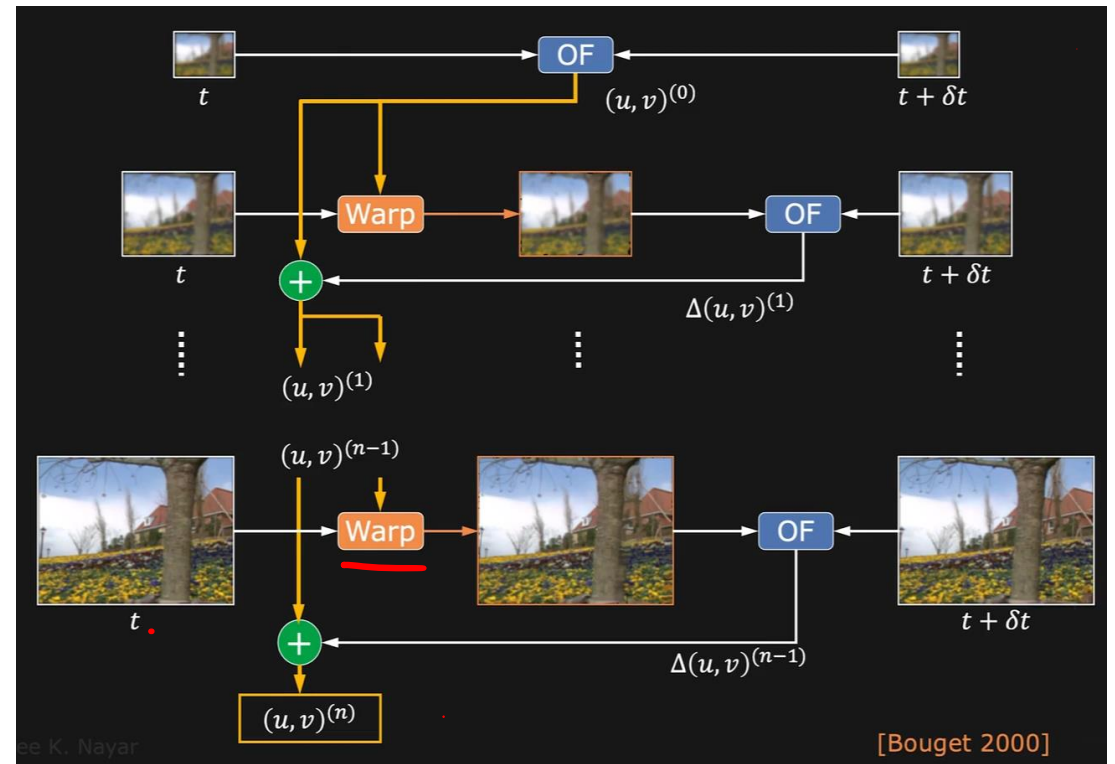 OF
t
(u, v)^(0)
t + δt
Warp
OF
t
+
t + δt
Δ(u, v)^(1)
(u, v)^(1)
(u, v)^(n−1)
Warp
OF
t
+
t + δt
Δ(u, v)^(n−1)
(u, v)^(n)
ee K. Nayar
[Bouget 2000]